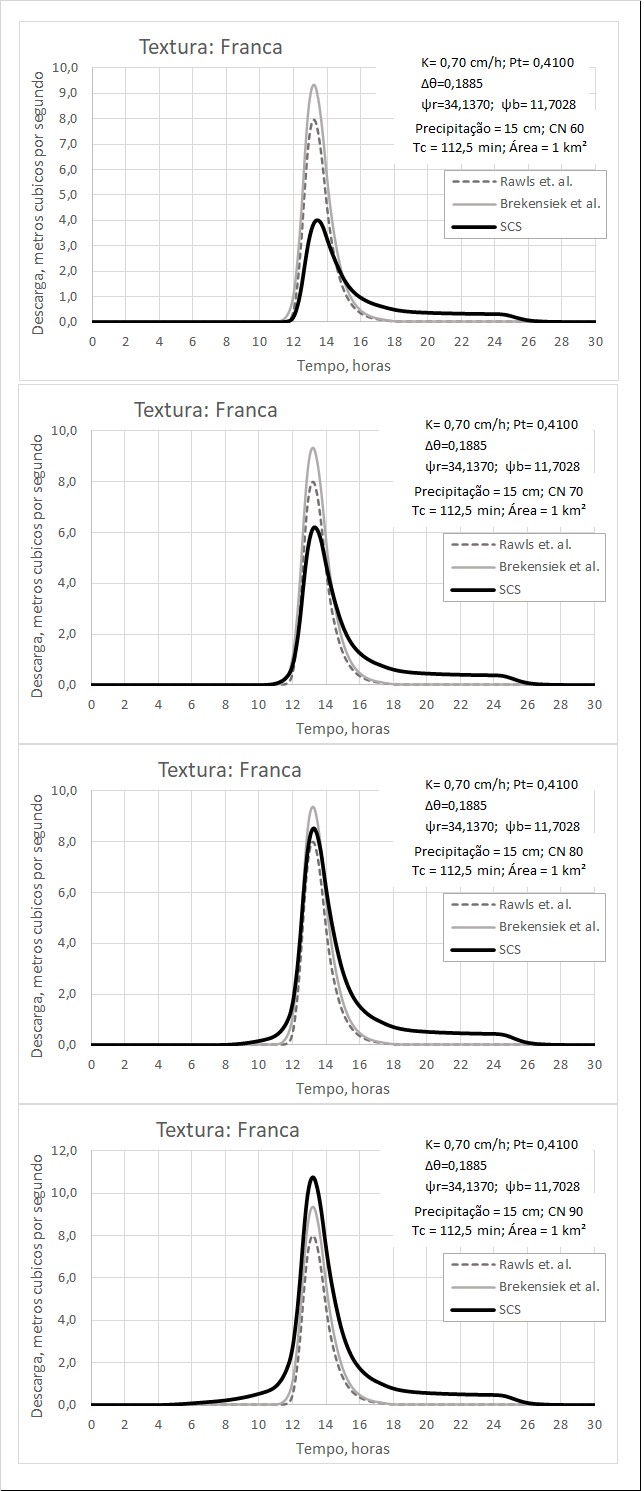 Textura: Franca
K= 0,70 cm/h; Pt= 0,4100
Δθ=0,1885
ψr=34,1370; ψb= 11,7028
Precipitação = 15 cm; CN 60
Tc = 112,5 min; Área = 1 km²
Rawls et. al.
Brekensiek et al.
SCS
Descarga, metros cubicos por segundo
10,0
9,0
8,0
7,0
6,0
5,0
4,0
3,0
2,0
1,0
0,0
0 2 4 6 8 10 12 14 16 18 20 22 24 26 28 30
Tempo, horas
Textura: Franca
K= 0,70 cm/h; Pt= 0,4100
Δθ=0,1885
ψr=34,1370; ψb= 11,7028
Precipitação = 15 cm; CN 70
Tc = 112,5 min; Área = 1 km²
Rawls et. al.
Brekensiek et al.
SCS
Descarga, metros cubicos por segundo
10,0
8,0
6,0
4,0
2,0
0,0
0 2 4 6 8 10 12 14 16 18 20 22 24 26 28 30
Tempo, horas
Textura: Franca
K= 0,70 cm/h; Pt= 0,4100
Δθ=0,1885
ψr=34,1370; ψb= 11,7028
Precipitação = 15 cm; CN 80
Tc = 112,5 min; Área = 1 km²
Rawls et. al.
Brekensiek et al.
SCS
Descarga, metros cubicos por segundo
10,0
8,0
6,0
4,0
2,0
0,0
0 2 4 6 8 10 12 14 16 18 20 22 24 26 28 30
Tempo, horas
Textura: Franca
K= 0,70 cm/h; Pt= 0,4100
Δθ=0,1885
ψr=34,1370; ψb= 11,7028
Precipitação = 15 cm; CN 90
Tc = 112,5 min; Área = 1 km²
Rawls et. al.
Brekensiek et al.
SCS
Descarga, metros cubicos por segundo
12,0
10,0
8,0
6,0
4,0
2,0
0,0
0 2 4 6 8 10 12 14 16 18 20 22 24 26 28 30
Tempo, horas